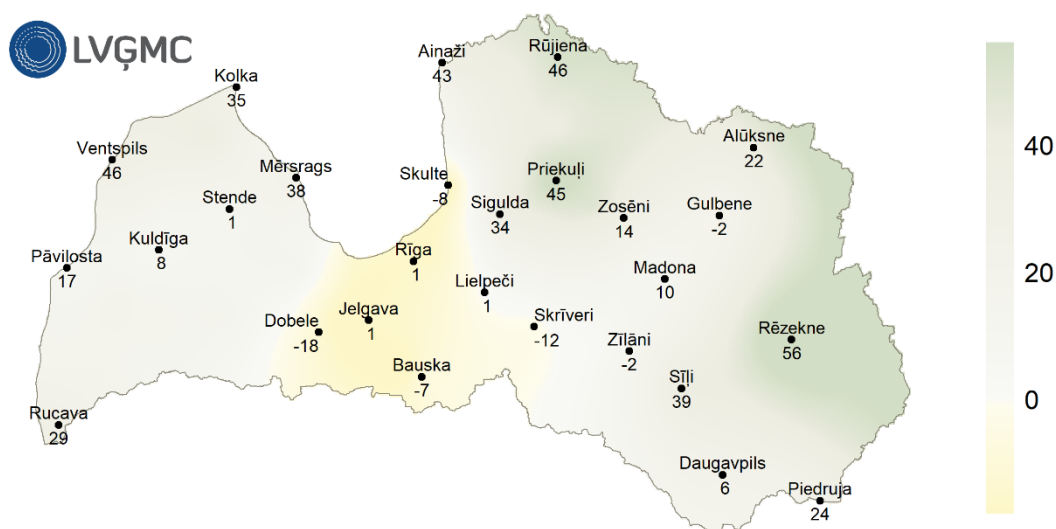 LVĢMC
Ainaži
43
Rūjiena
46
Kolka
35
Ventspils
46
Mērsrags
38
Stende
1
Skulte
-8
Priekuļi
45
Alūksne
22
Sigulda
34
Zosēni
14
Gulbene
-2
Kuldīga
8
Pāvilosta
17
Rīga
1
Lielpeči
1
Madona
10
Dobele
-18
Jelgava
1
Skrīveri
-12
Zīlāni
-2
Rēzekne
56
Bauska
-7
Sīļi
39
Rucava
29
Daugavpils
6
Piedruja
24
40
20
0